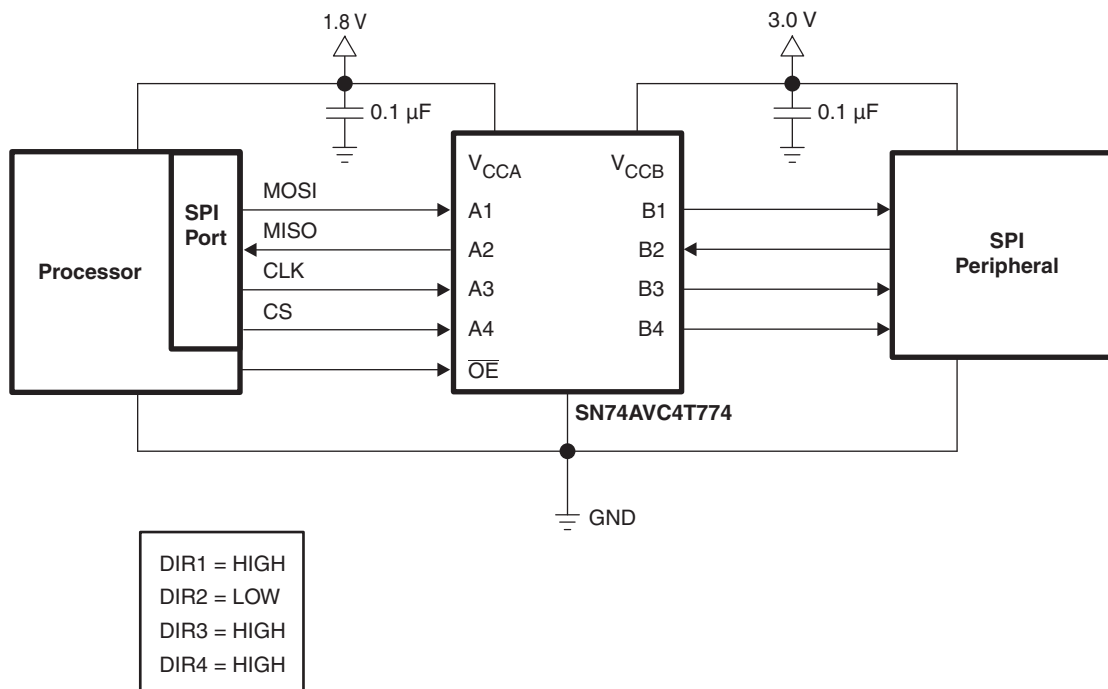 1.8 V
3.0 V
0.1 µF
0.1 µF
Processor
SPI
Port
MOSI
MISO
CLK
CS
VCCA
VCCB
A1
B1
A2
B2
A3
B3
A4
B4
OE
SPI
Peripheral
SN74AVC4T774
GND
DIR1 = HIGH
DIR2 = LOW
DIR3 = HIGH
DIR4 = HIGH